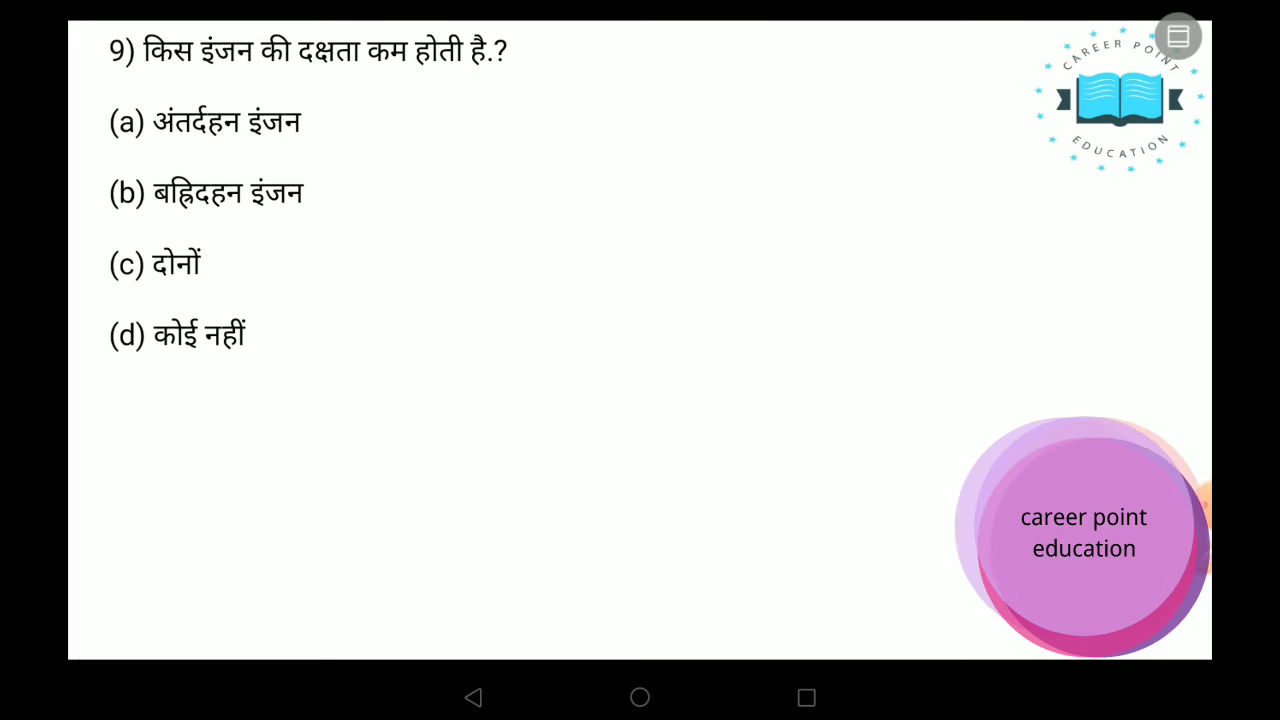 9) किस इंजन की दक्षता कम होती है.?
(a) अंतर्दहन इंजन
(b) बह्रिदहन इंजन
(c) दोनों
(d) कोई नहीं
CAREER POINT
EDUCATION
career point
education